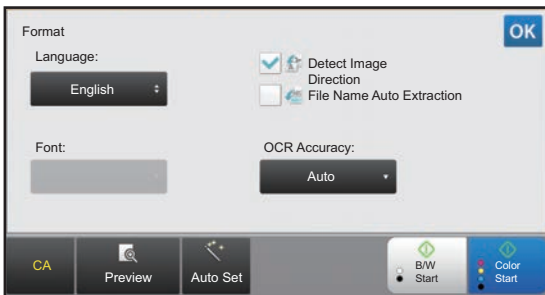 Format
OK
Language:
English
Detect Image
Direction
File Name Auto Extraction
Font:
OCR Accuracy:
Auto
CA
Preview
Auto Set
B/W
Start
Color
Start